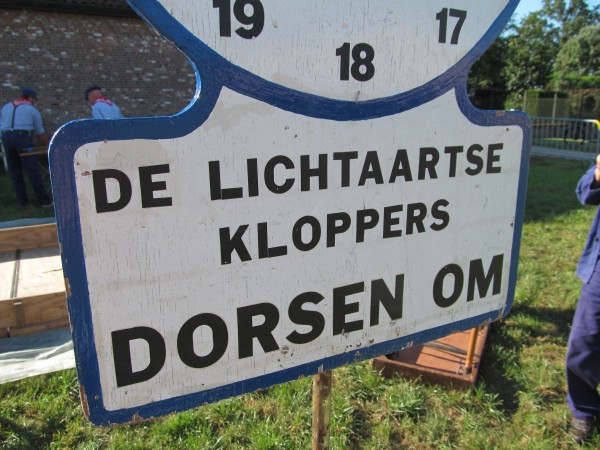 19 18 17
DE LICHTAARTSE
KLOPPERS
DORSEN OM